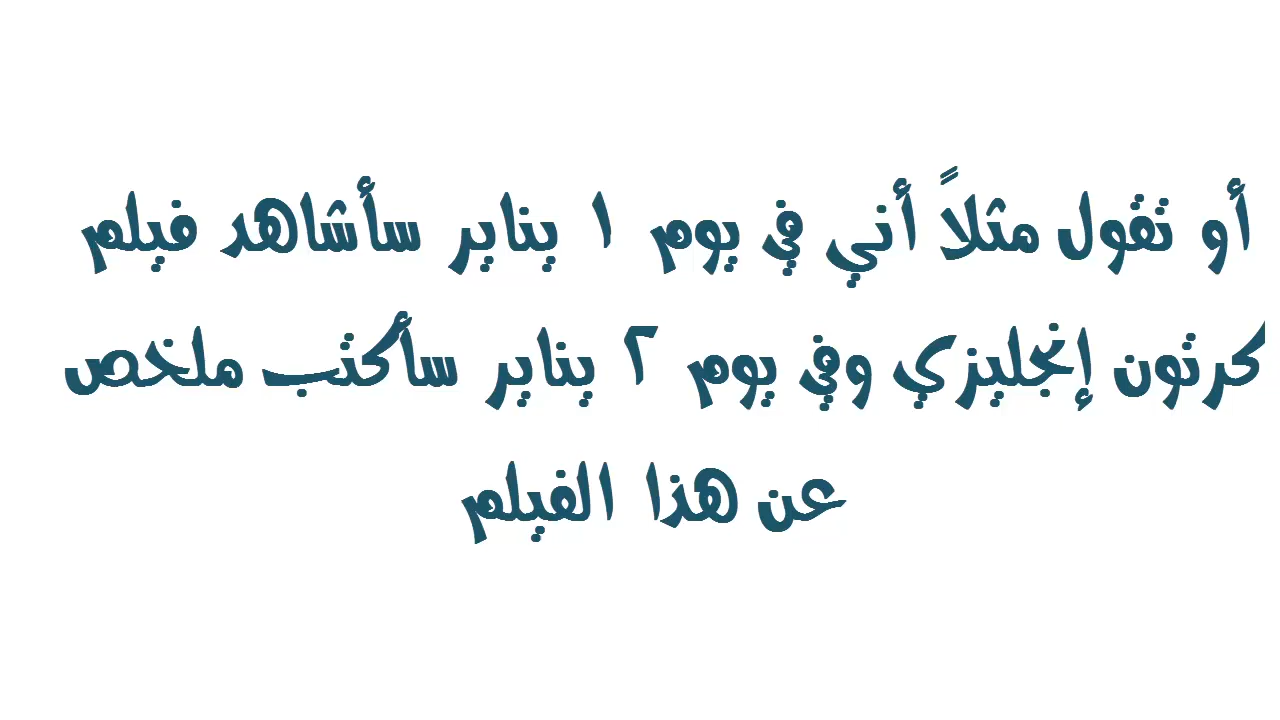 أو تقول مثلاً أني في يوم ١ يناير سأشاهد فيلم
كرتون إنجليزي وفي يوم ٢ يناير سأكتب ملخص
عن هذا الفيلم